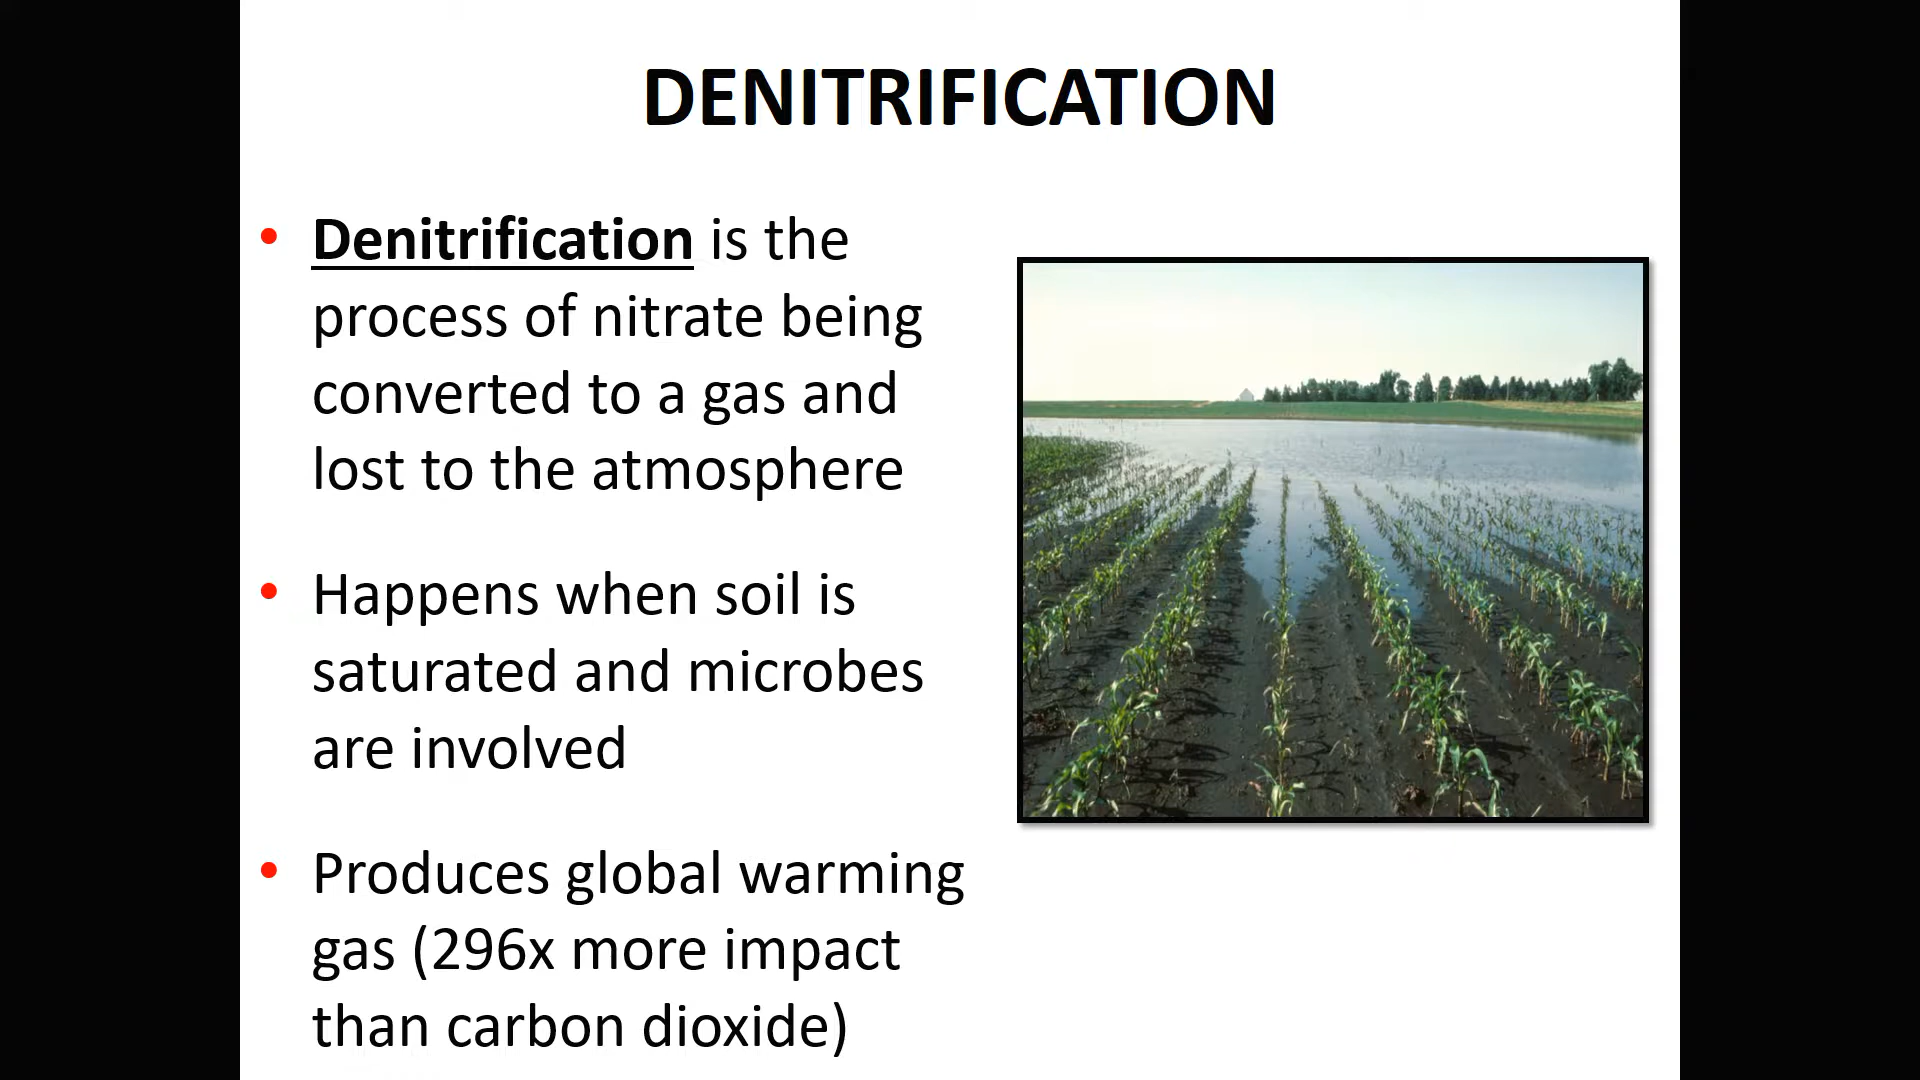 DENITRIFICATION
• Denitrification is the
process of nitrate being
converted to a gas and
lost to the atmosphere
• Happens when soil is
saturated and microbes
are involved
• Produces global warming
gas (296x more impact
than carbon dioxide)